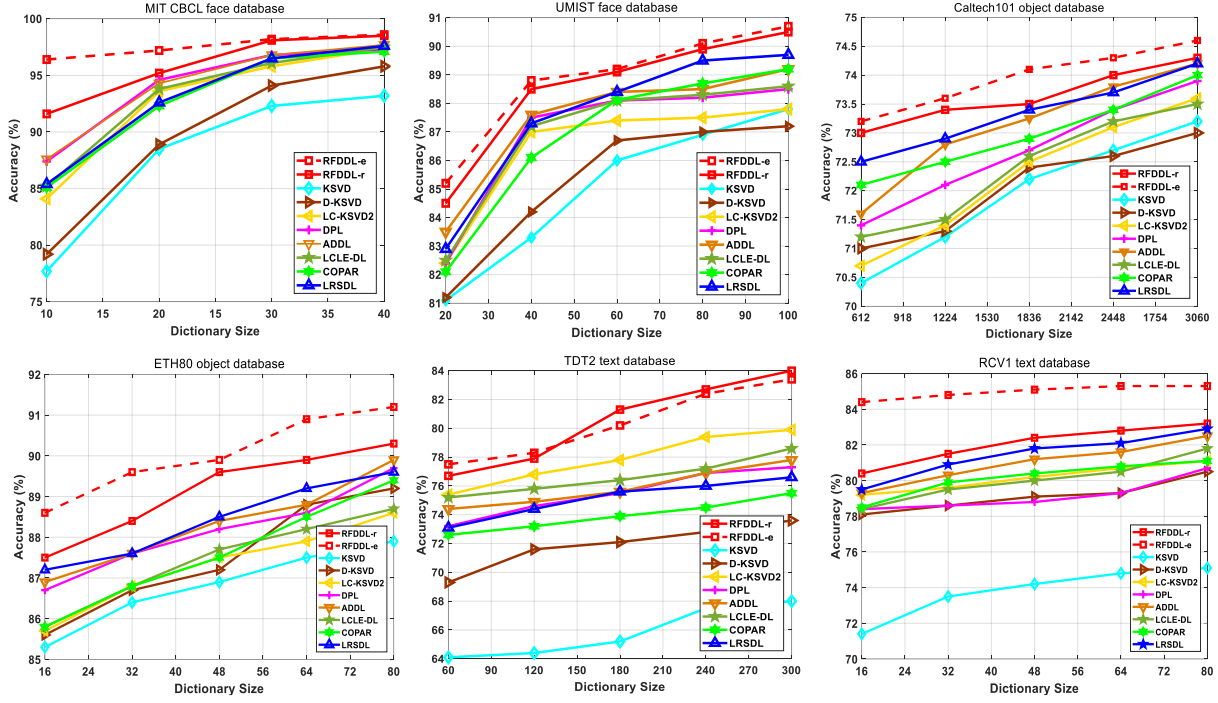 MIT CBCL face database
100
95
90
85
80
75
Accuracy (%)
10
15
20
25
30
35
40
Dictionary Size
RFDDL-e
RFDDL-r
KSVD
D-KSVD
LC-KSVD2
DPL
ADDL
LCLE-DL
COPAR
LRSDL
UMIST face database
91
90
89
88
87
86
85
84
83
82
81
Accuracy (%)
20
30
40
50
60
70
80
90
100
Dictionary Size
RFDDL-e
RFDDL-r
KSVD
D-KSVD
LC-KSVD2
DPL
ADDL
LCLE-DL
COPAR
LRSDL
Caltech101 object database
75
74.5
74
73.5
73
72.5
72
71.5
71
70.5
70
Accuracy (%)
612
918
1224
1530
1836
2142
2448
1754
3060
Dictionary Size
RFDDL-r
RFDDL-e
KSVD
D-KSVD
LC-KSVD2
DPL
ADDL
LCLE-DL
COPAR
LRSDL
ETH80 object database
92
91
90
89
88
87
86
85
Accuracy (%)
16
24
32
40
48
56
64
72
80
Dictionary Size
RFDDL-r
RFDDL-e
KSVD
D-KSVD
LC-KSVD2
DPL
ADDL
LCLE-DL
COPAR
LRSDL
TDT2 text database
84
82
80
78
76
74
72
70
68
66
64
Accuracy (%)
60
90
120
150
180
210
240
270
300
Dictionary Size
RFDDL-r
RFDDL-e
KSVD
D-KSVD
LC-KSVD2
DPL
ADDL
LCLE-DL
COPAR
LRSDL
RCV1 text database
86
84
82
80
78
76
74
72
70
Accuracy (%)
16
24
32
40
48
56
64
72
80
Dictionary Size
RFDDL-r
RFDDL-e
KSVD
D-KSVD
LC-KSVD2
DPL
ADDL
LCLE-DL
COPAR
LRSDL